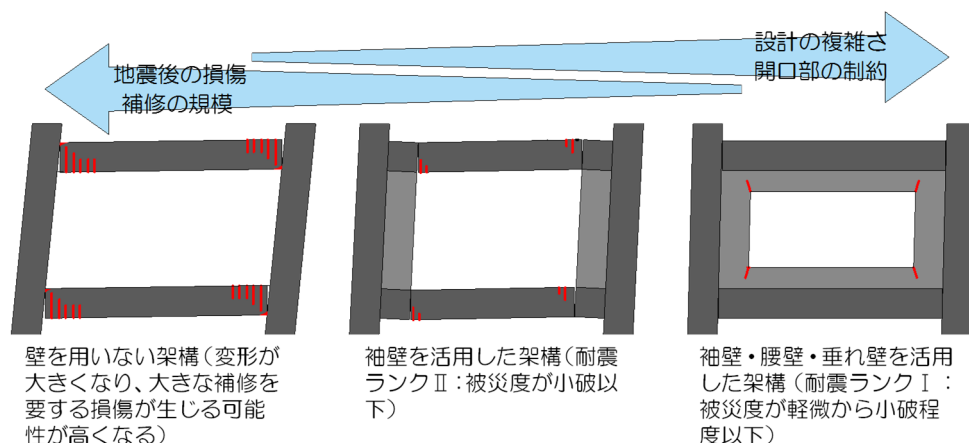 設計の複雑さ
開口部の制約
地震後の損傷
補修の規模
壁を用いない架構（変形が
大きくなり、大きな補修を
要する損傷が生じる可能
性が高くなる）
袖壁を活用した架構（耐震
ランクⅡ：被災度が小破以
下）
袖壁・腰壁・垂れ壁を活用
した架構（耐震ランクⅠ：
被災度が軽微から小破程
度以下）